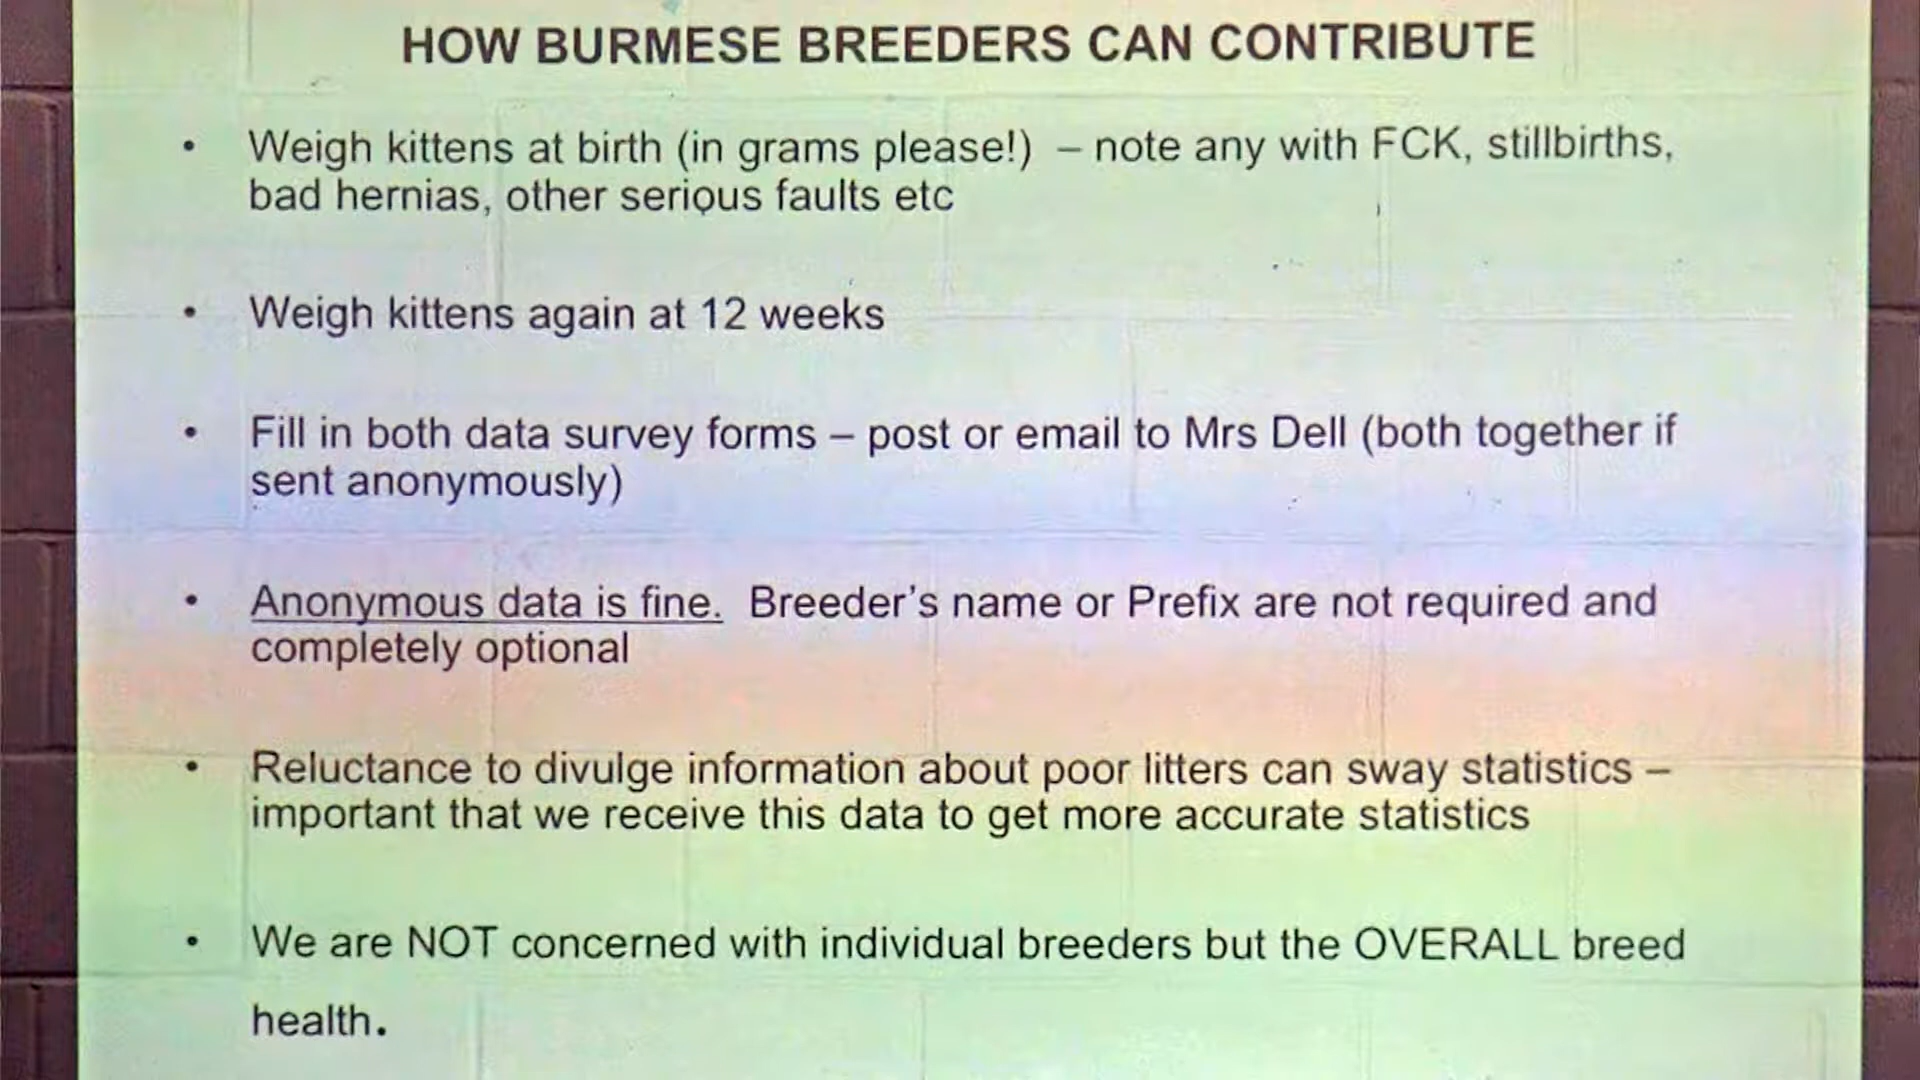 HOW BURMESE BREEDERS CAN CONTRIBUTE
• Weigh kittens at birth (in grams please!) – note any with FCK, stillbirths,
bad hernias, other serious faults etc
• Weigh kittens again at 12 weeks
• Fill in both data survey forms – post or email to Mrs Dell (both together if
sent anonymously)
• Anonymous data is fine. Breeder's name or Prefix are not required and
completely optional
• Reluctance to divulge information about poor litters can sway statistics –
important that we receive this data to get more accurate statistics
• We are NOT concerned with individual breeders but the OVERALL breed
health.